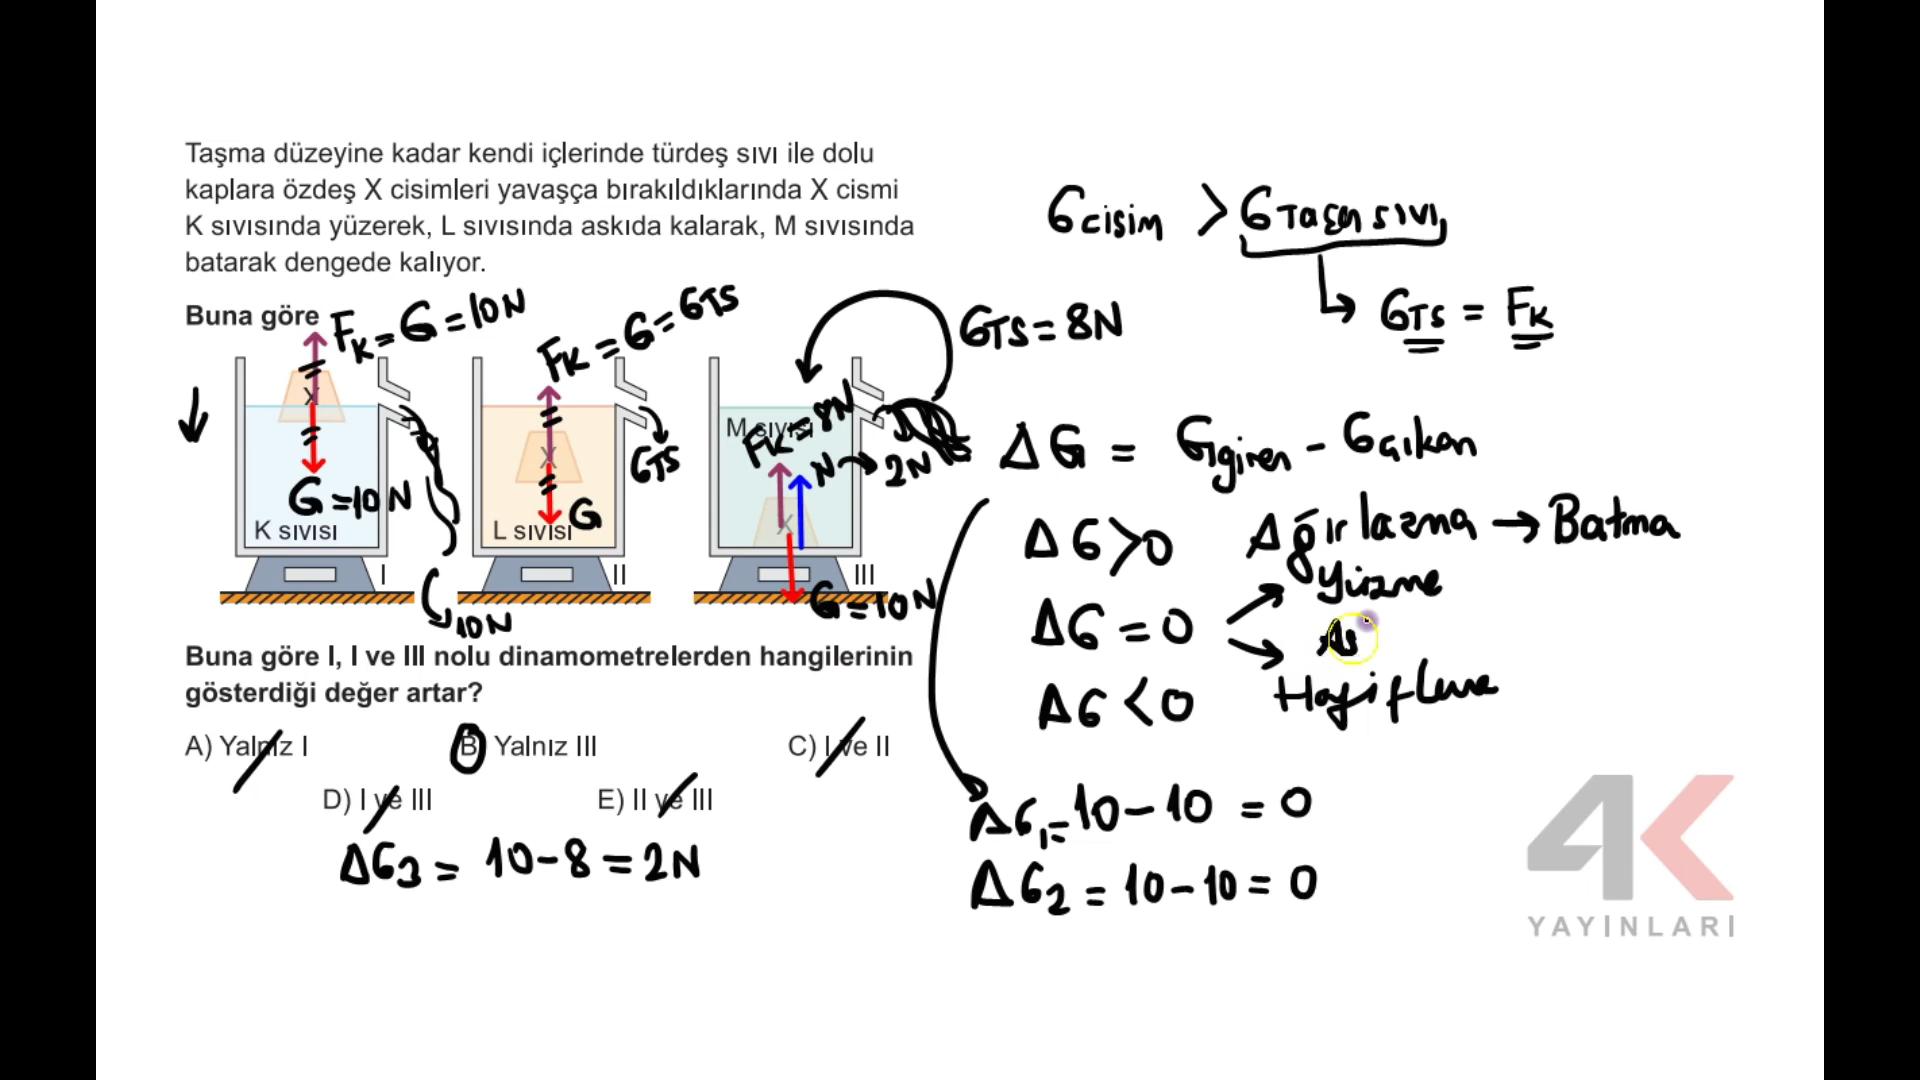 Taşma düzeyine kadar kendi içlerinde türdeş sıvı ile dolu
kaplara özdeş X cisimleri yavaşça bırakıldıklarında X cismi
K sıvısında yüzerek, L sıvısında askıda kalarak, M sıvısında
batarak dengede kalıyor.
Buna göre
FK = G = 10N
FK = G = GTS
GTS = 8N
X
G = 10N
K sıvısı
I
10N
X
GTS
G
L sıvısı
II
M sıvısı
FK = 8N
N → 2N
X
III
G = 10N
Buna göre I, I ve III nolu dinamometrelerden hangilerinin
gösterdiği değer artar?
A) Yalnız I
B) Yalnız III
C) I ve II
D) I ve III
E) II ve III
ΔG3 = 10-8 = 2N
Gcisim > GTaşan sıvı
GTS = FK
ΔG = Ggiren - Gçıkan
ΔG > 0 Ağırlaşma → Batma
Yüzme
ΔG = 0
As
ΔG < 0 Hafifleme
ΔG1 = 10-10 = 0
ΔG2 = 10-10 = 0
4K
YAYINLARI